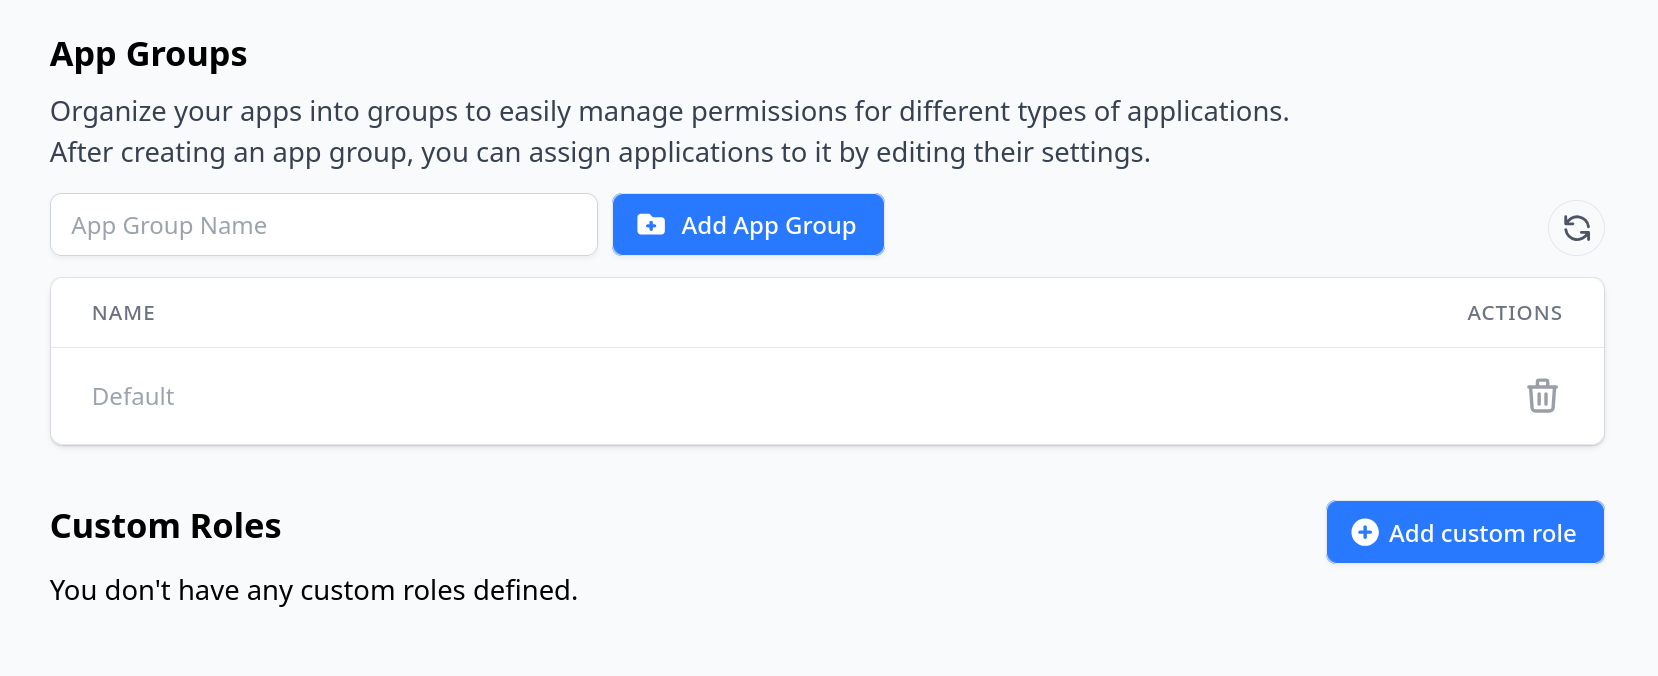 App Groups
Organize your apps into groups to easily manage permissions for different types of applications.
After creating an app group, you can assign applications to it by editing their settings.
App Group Name
Add App Group
NAME
ACTIONS
Default
Custom Roles
Add custom role
You don't have any custom roles defined.